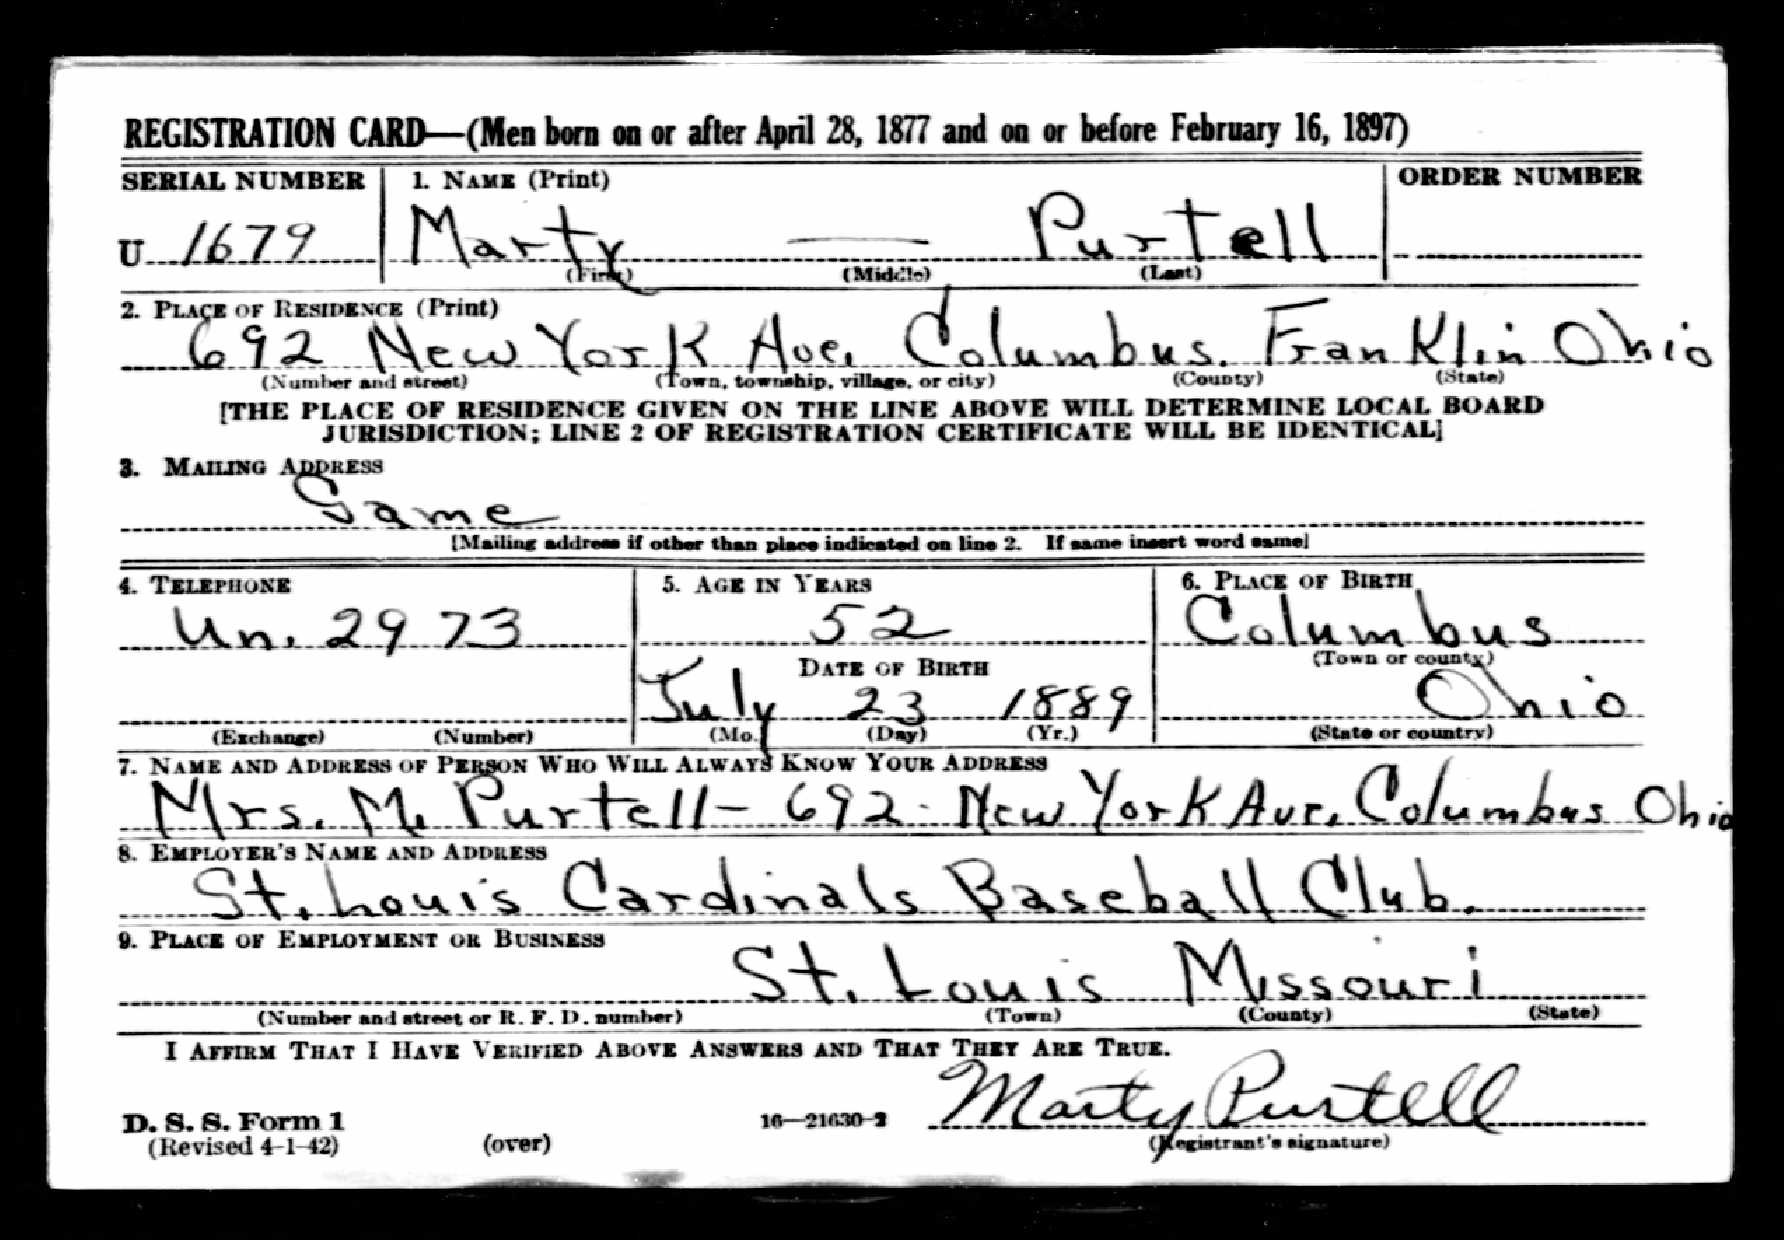 REGISTRATION CARD—(Men born on or after April 28, 1877 and on or before February 16, 1897)
SERIAL NUMBER 1. NAME (Print) ORDER NUMBER
U 1679 Marty — Purtell
(First) (Middle) (Last)
2. PLACE OF RESIDENCE (Print)
692 New York Ave. Columbus. Franklin Ohio
(Number and street) (Town, township, village, or city) (County) (State)
[THE PLACE OF RESIDENCE GIVEN ON THE LINE ABOVE WILL DETERMINE LOCAL BOARD
JURISDICTION; LINE 2 OF REGISTRATION CERTIFICATE WILL BE IDENTICAL]
3. MAILING ADDRESS
Same
[Mailing address if other than place indicated on line 2. If same insert word same]
4. TELEPHONE 5. AGE IN YEARS 6. PLACE OF BIRTH
Un. 2973 52 Columbus
DATE OF BIRTH (Town or county)
July 23 1889 Ohio
(Exchange) (Number) (Mo.) (Day) (Yr.) (State or country)
7. NAME AND ADDRESS OF PERSON WHO WILL ALWAYS KNOW YOUR ADDRESS
Mrs. M. Purtell - 692 New York Ave. Columbus Ohio
8. EMPLOYER'S NAME AND ADDRESS
St. Louis Cardinals Baseball Club.
9. PLACE OF EMPLOYMENT OR BUSINESS
St. Louis Missouri
(Number and street or R. F. D. number) (Town) (County) (State)
I AFFIRM THAT I HAVE VERIFIED ABOVE ANSWERS AND THAT THEY ARE TRUE.
D. S. S. Form 1 16—21630-2 Marty Purtell
(Revised 4-1-42) (over) (Registrant's signature)